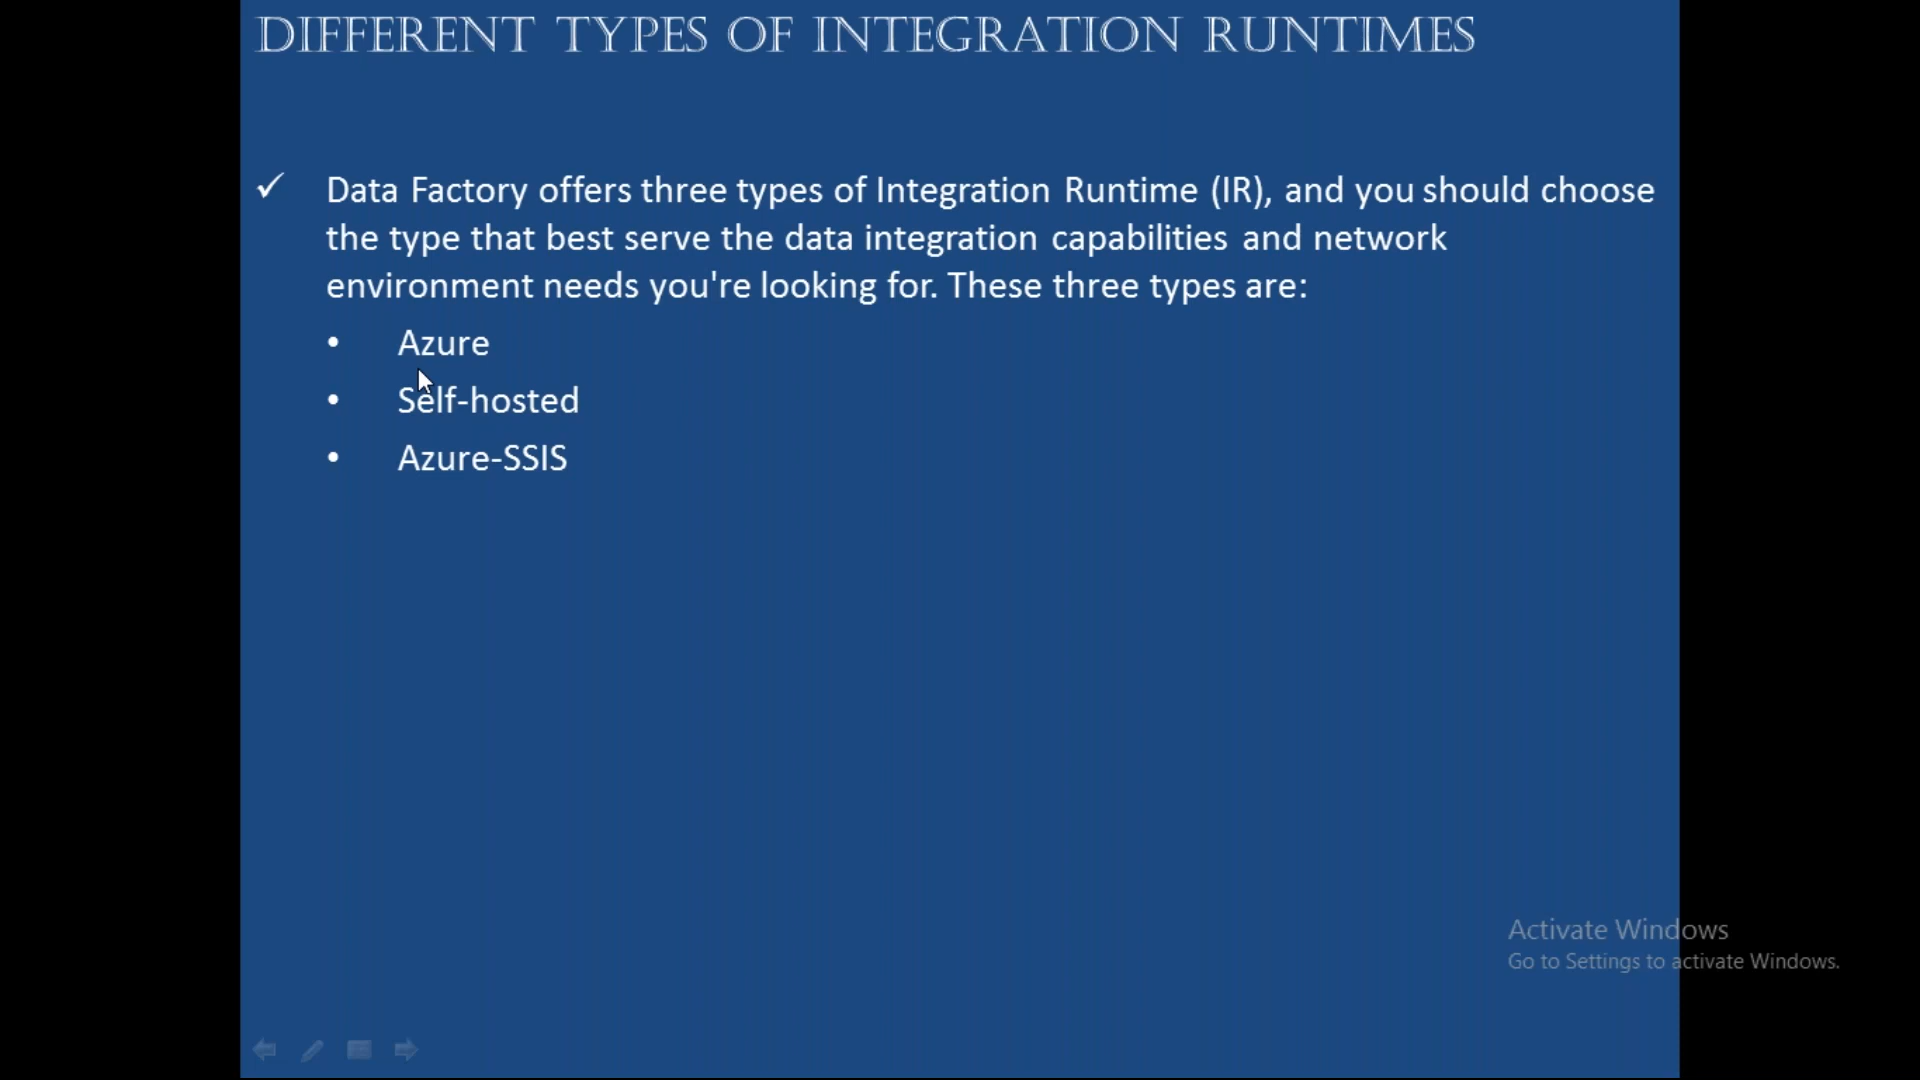 DIFFERENT TYPES OF INTEGRATION RUNTIMES
✓ Data Factory offers three types of Integration Runtime (IR), and you should choose
the type that best serve the data integration capabilities and network
environment needs you're looking for. These three types are:
• Azure
• Self-hosted
• Azure-SSIS
Activate Windows
Go to Settings to activate Windows.